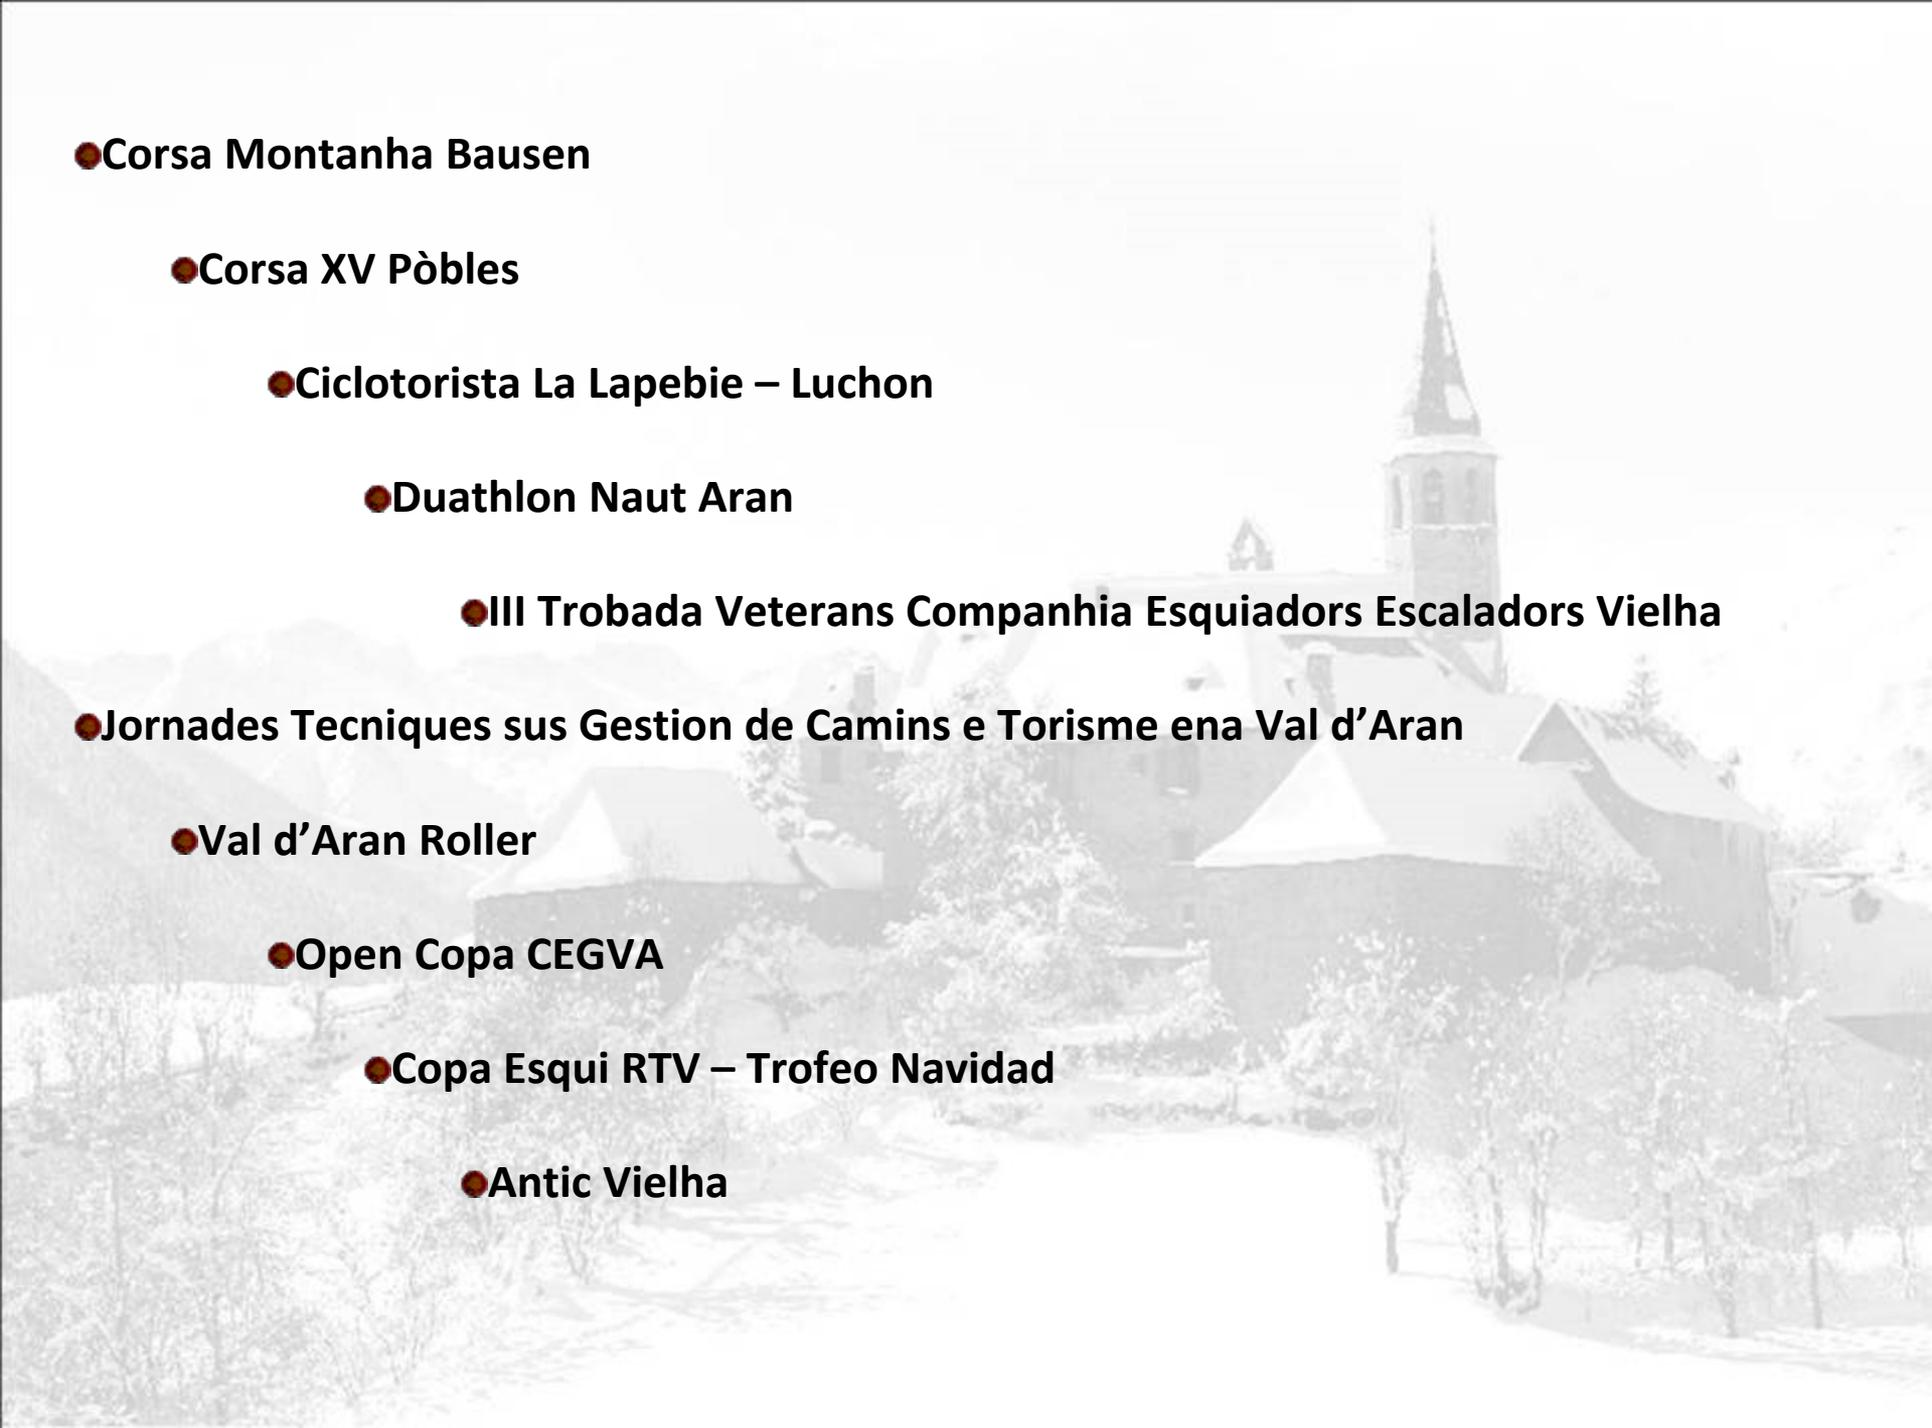 Corsa Montanha Bausen
Corsa XV Pòbles
Ciclotorista La Lapebie – Luchon
Duathlon Naut Aran
III Trobada Veterans Companhia Esquiadors Escaladors Vielha
Jornades Tecniques sus Gestion de Camins e Torisme ena Val d’Aran
Val d’Aran Roller
Open Copa CEGVA
Copa Esqui RTV – Trofeo Navidad
Antic Vielha